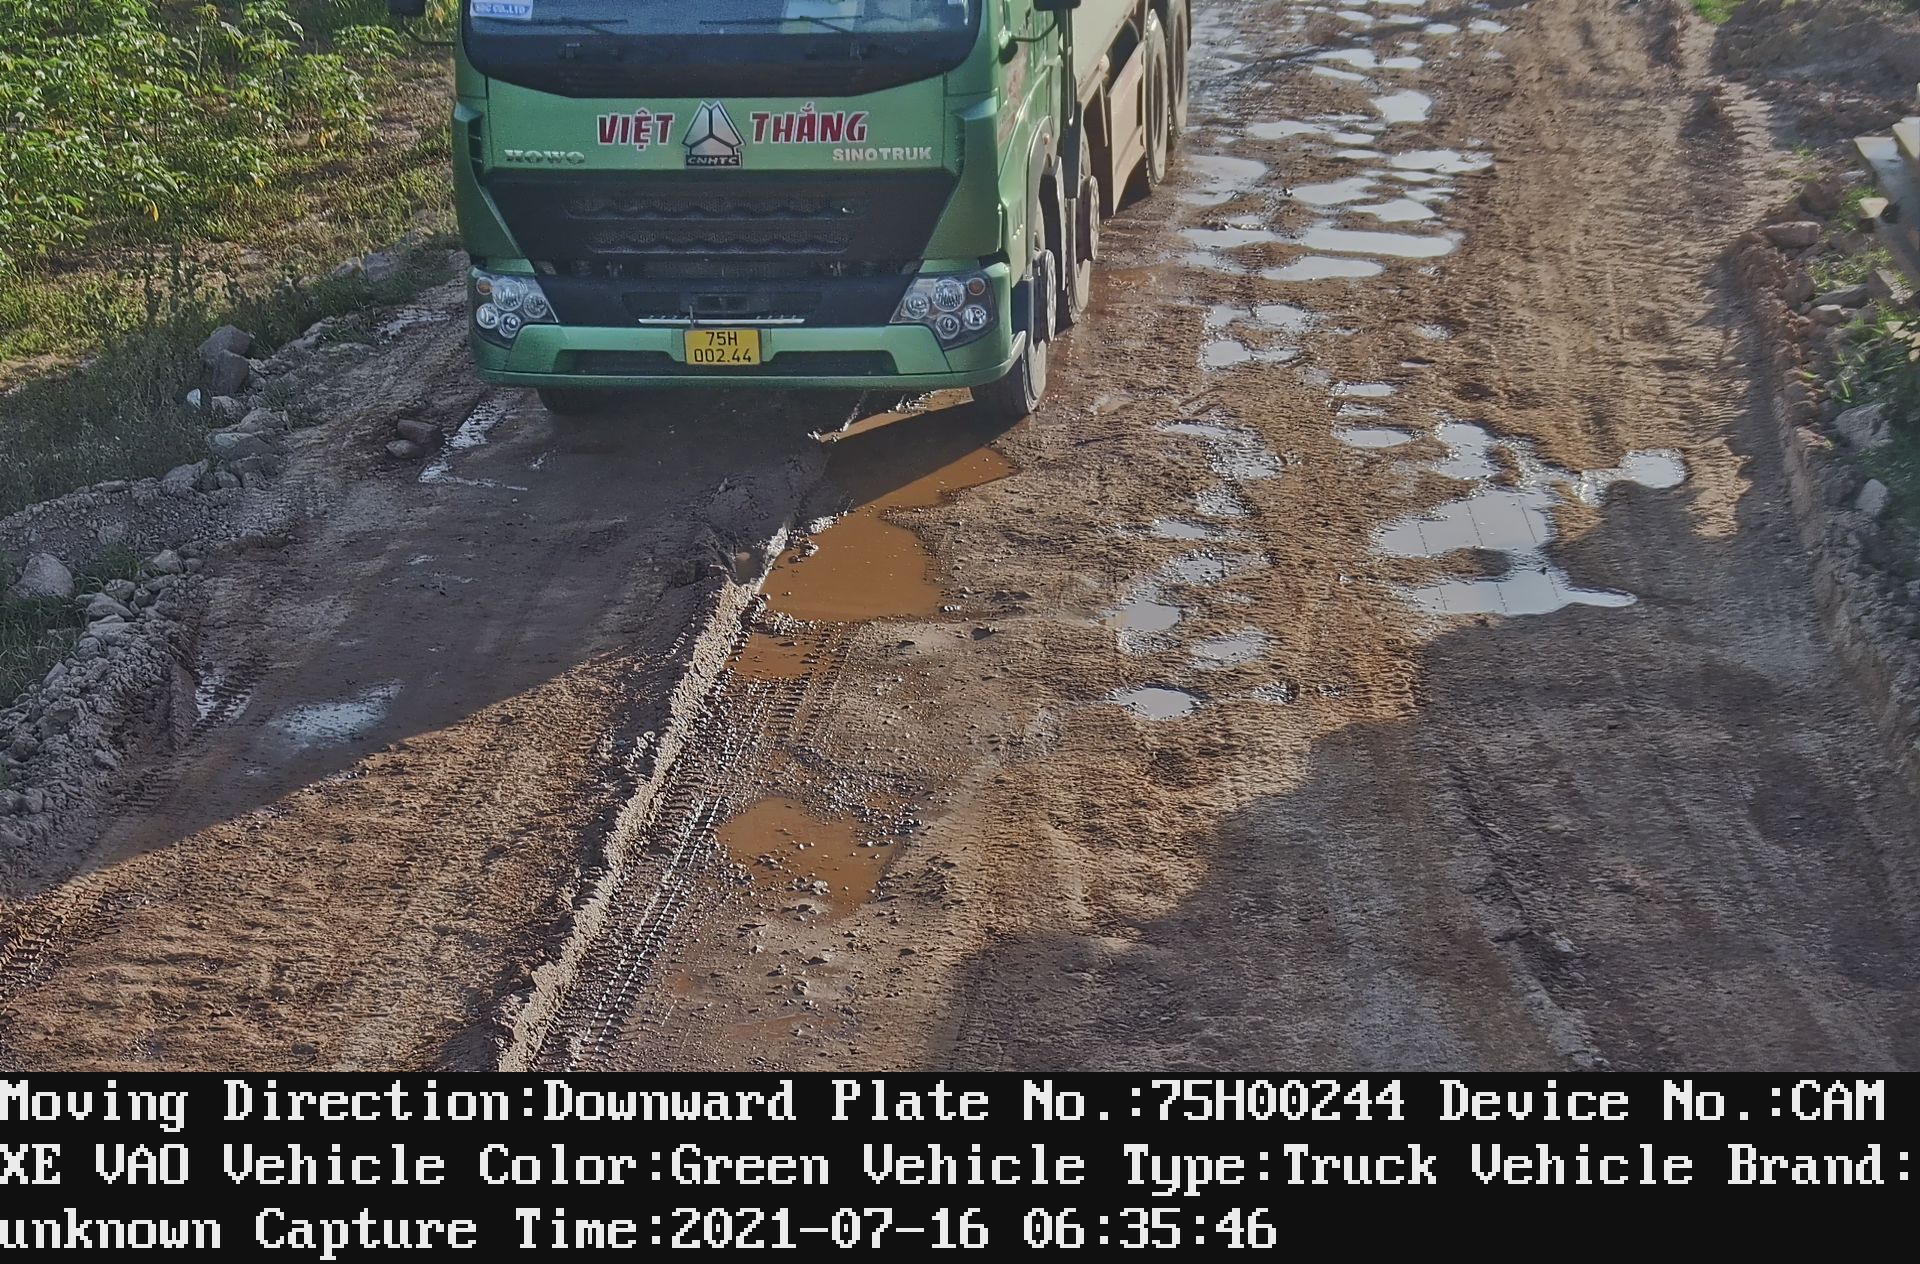 VIỆT THẮNG
HOWO CNHTC SINOTRUK
75H
002.44
Moving Direction:Downward Plate No.:75H00244 Device No.:CAM
XE VAO Vehicle Color:Green Vehicle Type:Truck Vehicle Brand:
unknown Capture Time:2021-07-16 06:35:46